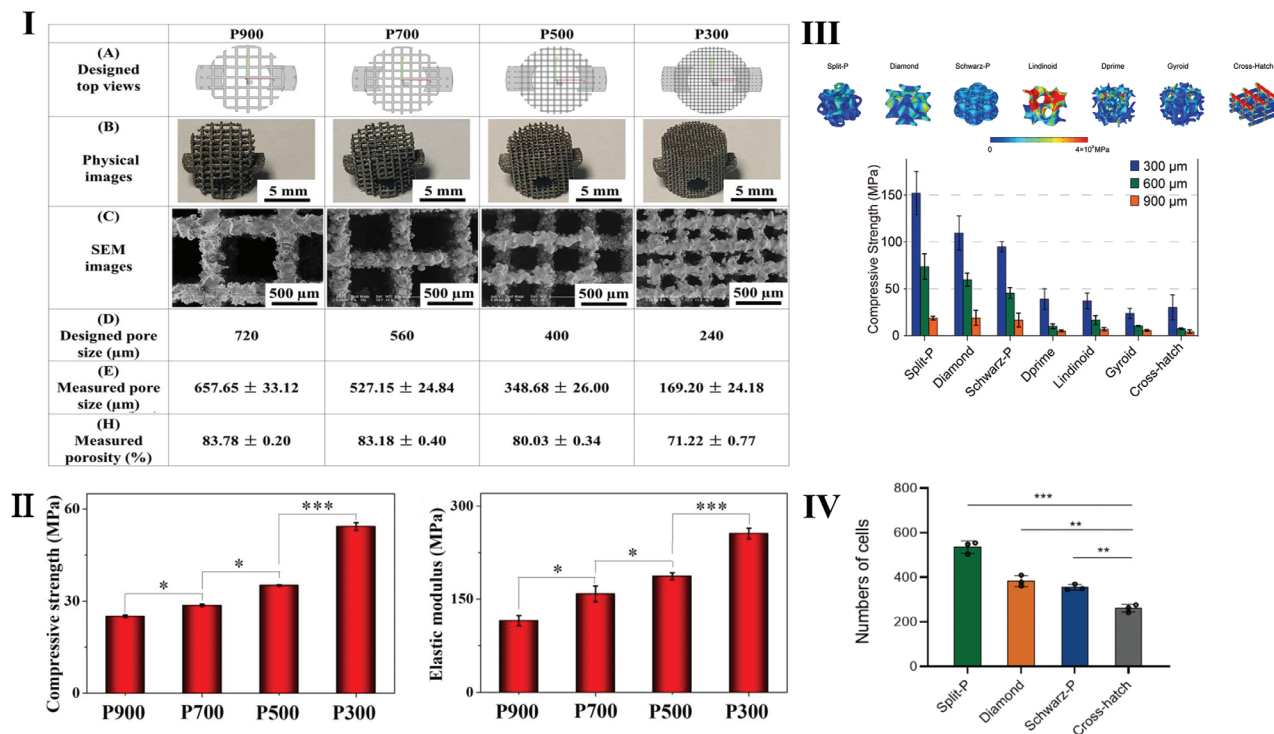 I
P900 P700 P500 P300
(A)
Designed
top views
(B)
Physical
images
5 mm 5 mm 5 mm 5 mm
(C)
SEM
images
500 µm 500 µm 500 µm 500 µm
(D)
Designed pore
size (µm)
720 560 400 240
(E)
Measured pore
size (µm)
657.65 ± 33.12 527.15 ± 24.84 348.68 ± 26.00 169.20 ± 24.18
(H)
Measured
porosity (%)
83.78 ± 0.20 83.18 ± 0.40 80.03 ± 0.34 71.22 ± 0.77
II
Compressive strength (MPa)
60
30
0
* * ***
P900 P700 P500 P300
Elastic modulus (MPa)
300
150
0
* * ***
P900 P700 P500 P300
III
Split-P Diamond Schwarz-P Lindinoid Dprime Gyroid Cross-Hatch
0 4×10²MPa
Compressive Strength (MPa)
150
100
50
0
300 µm
600 µm
900 µm
Split-P Diamond Schwarz-P Dprime Lindinoid Gyroid Cross-hatch
IV
Numbers of cells
800
600
400
200
0
***
**
**
Split-P Diamond Schwarz-P Cross-hatch